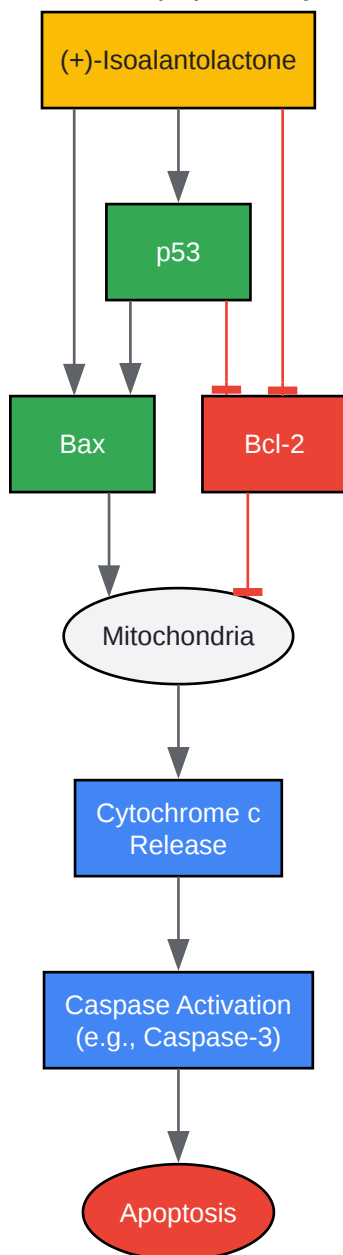 (+)-Isoalantolactone
p53
Bax
Bcl-2
Mitochondria
Cytochrome c
Release
Caspase Activation
(e.g., Caspase-3)
Apoptosis